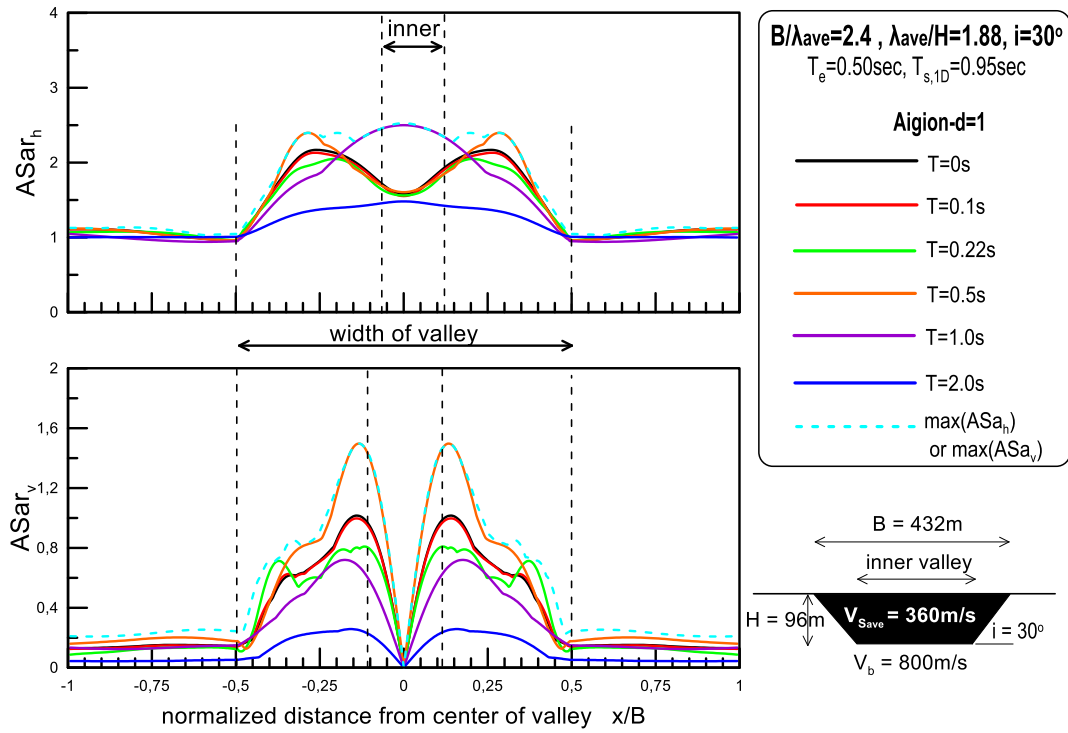 4
3
2
1
0
ASar_h
inner
width of valley
2
1,6
1,2
0,8
0,4
0
ASar_v
-1 -0,75 -0,5 -0,25 0 0,25 0,5 0,75 1
normalized distance from center of valley x/B
B/λave=2.4 , λave/H=1.88, i=30º
T_e=0.50sec, T_s,1D=0.95sec
Aigion-d=1
T=0s
T=0.1s
T=0.22s
T=0.5s
T=1.0s
T=2.0s
max(ASa_h)
or max(ASa_v)
B = 432m
inner valley
H = 96m
V_Save = 360m/s
i = 30º
V_b = 800m/s